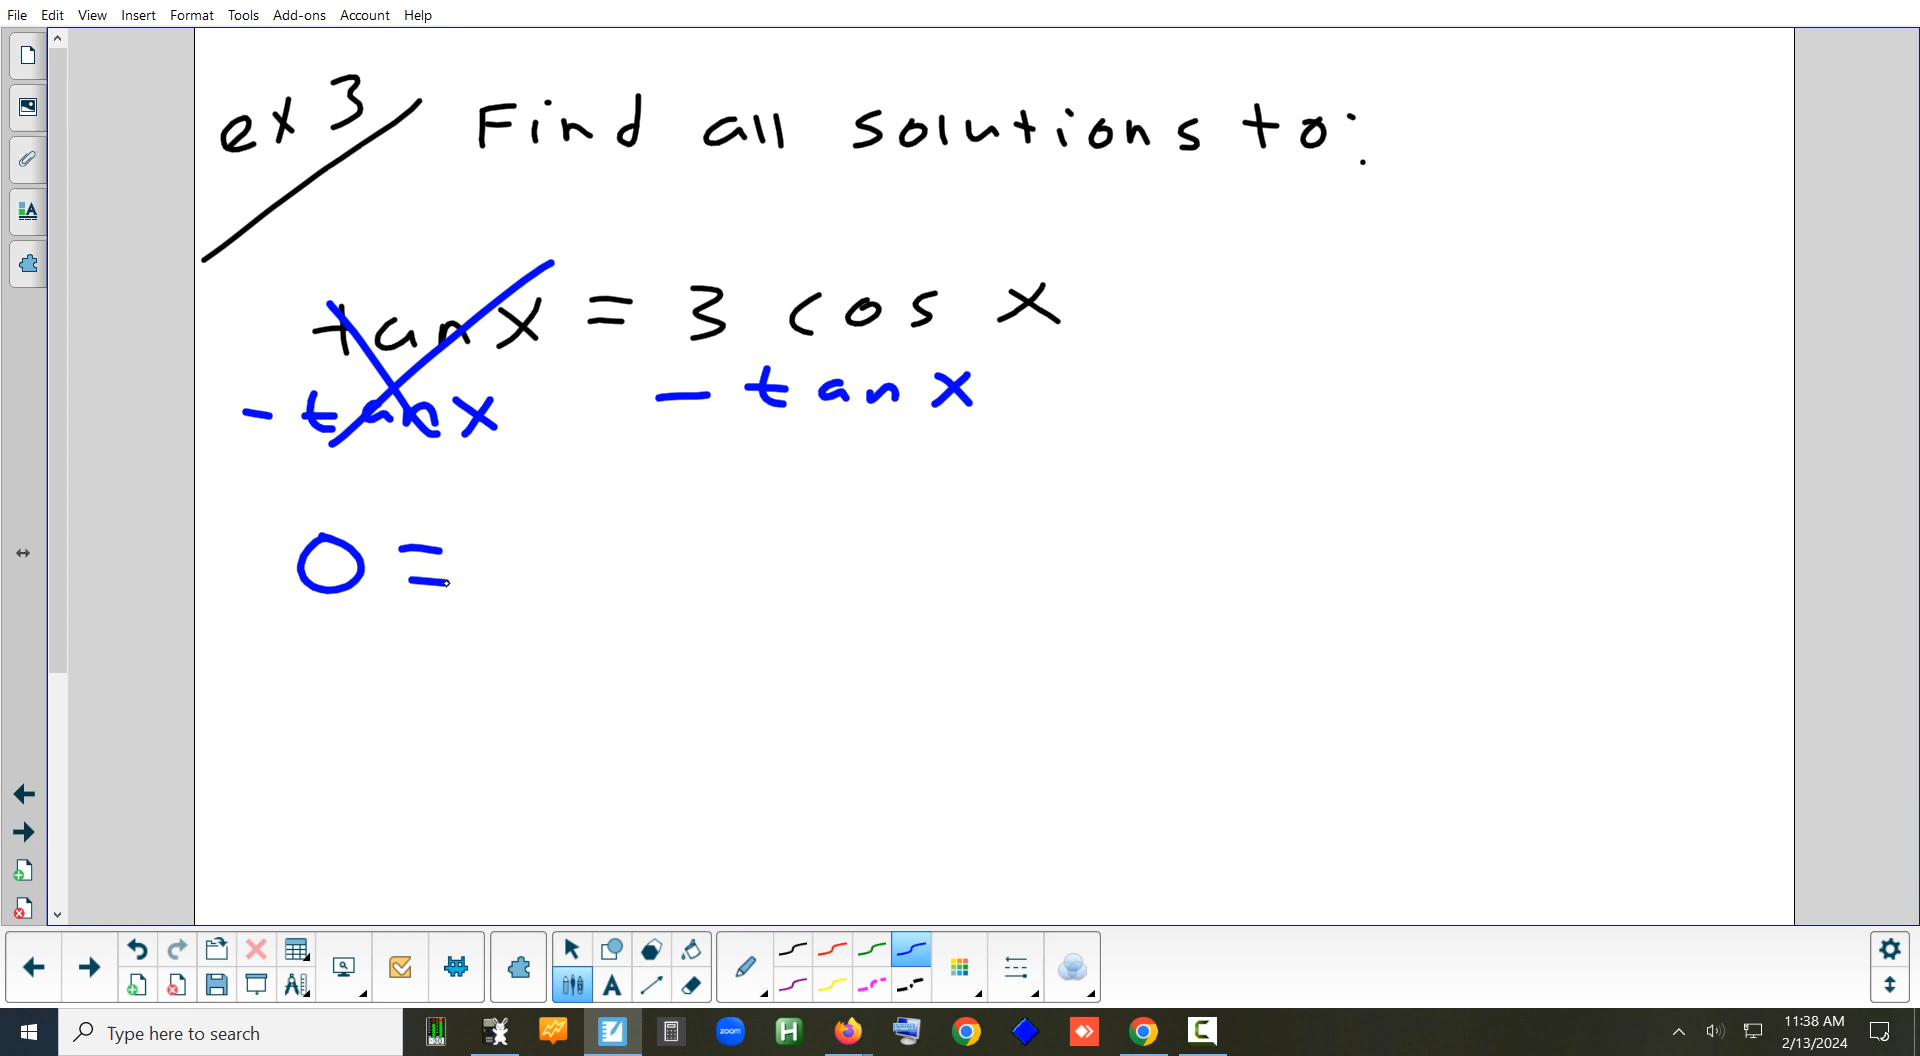 File Edit View Insert Format Tools Add-ons Account Help
ex 3 Find all solutions to:
tan x = 3 cos x
- tan x - tan x
0 =
A
Type here to search
zoom
H
C
11:38 AM
2/13/2024